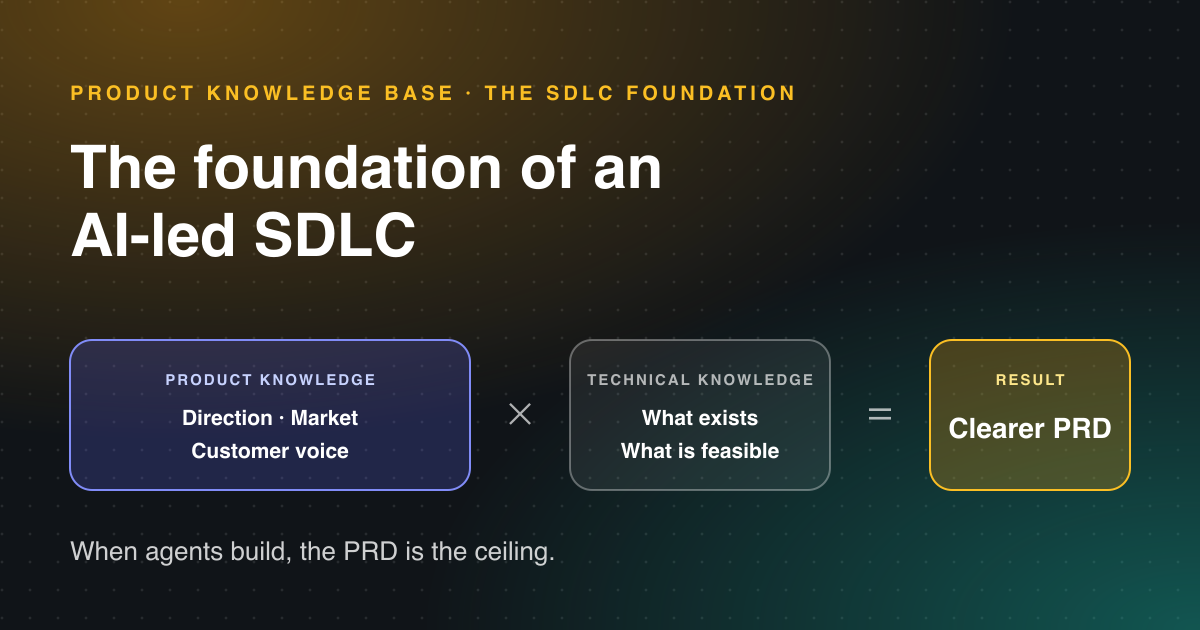 PRODUCT KNOWLEDGE BASE · THE SDLC FOUNDATION
The foundation of an
AI-led SDLC
PRODUCT KNOWLEDGE
Direction · Market
Customer voice
×
TECHNICAL KNOWLEDGE
What exists
What is feasible
=
RESULT
Clearer PRD
When agents build, the PRD is the ceiling.